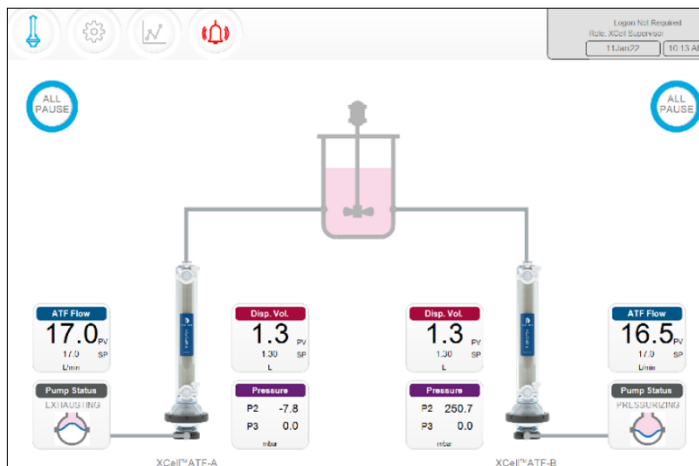 Logon Not Required
Role: XCell Supervisor
11Jan22
10:13 A
ALL
PAUSE
ALL
PAUSE
ATF Flow
17.0 PV
17.0 SP
L/min
Disp. Vol.
1.3 PV
1.30 SP
L
Disp. Vol.
1.3 PV
1.30 SP
L
ATF Flow
16.5 PV
17.0 SP
L/min
Pump Status
EXHAUSTING
Pressure
P2 -7.8
P3 0.0
mbar
Pressure
P2 250.7
P3 0.0
mbar
Pump Status
PRESSURIZING
XCell™ATF-A
XCell™ATF-B